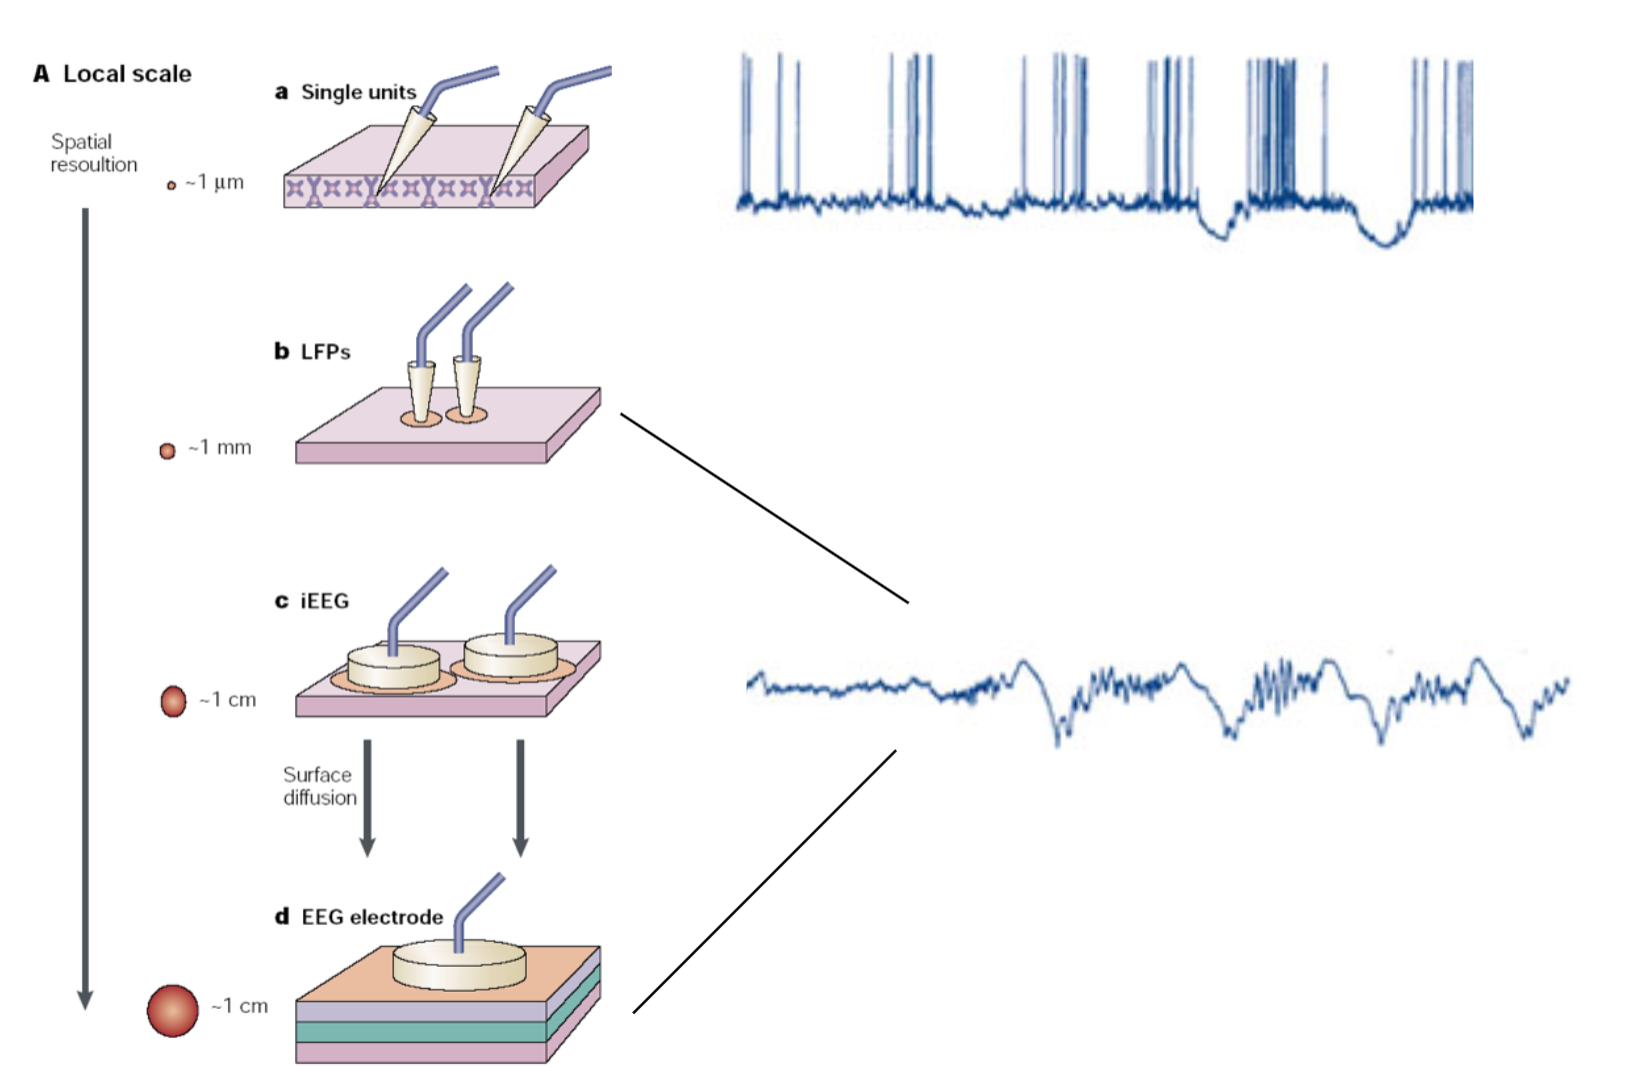 A Local scale
a Single units
Spatial
resoultion
~1 µm
b LFPs
~1 mm
c iEEG
~1 cm
Surface
diffusion
d EEG electrode
~1 cm